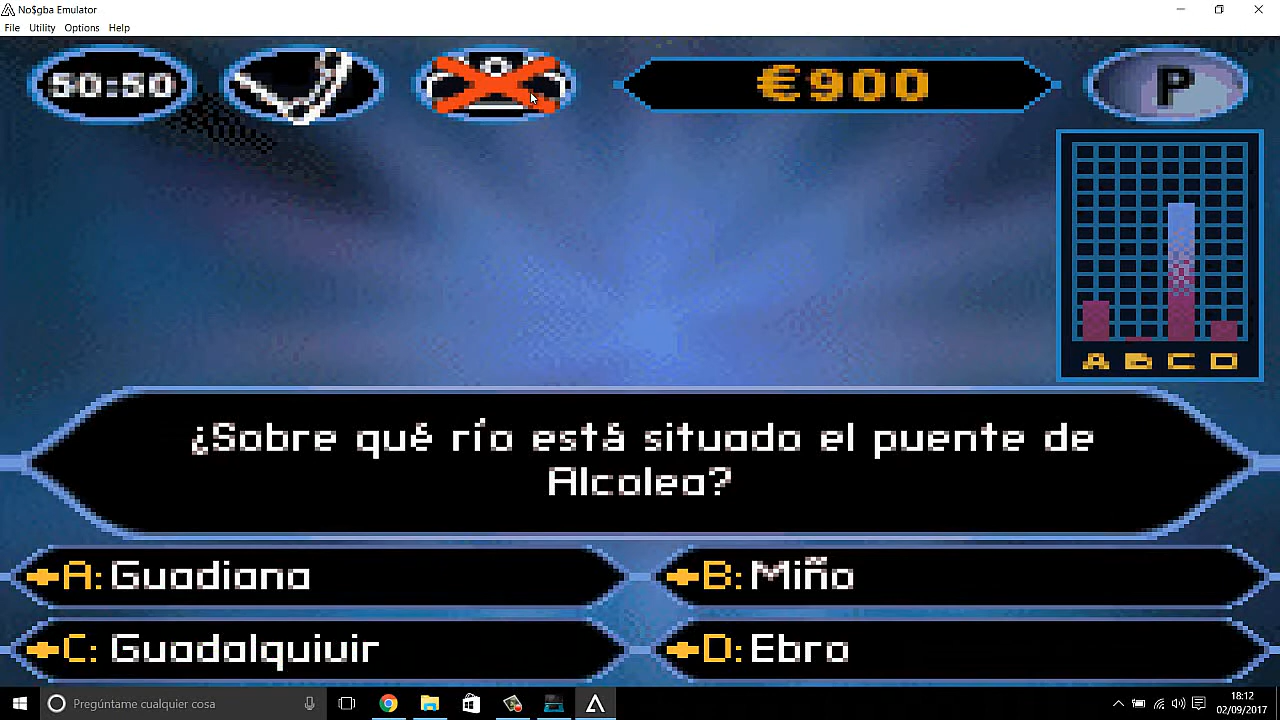 No$gba Emulator
File Utility Options Help
50:50
€900
P
A B C D
¿Sobre qué río está situado el puente de
Alcolea?
A: Guadiana
B: Miño
C: Guadalquivir
D: Ebro
Pregúntame cualquier cosa
18:12
02/09/2017